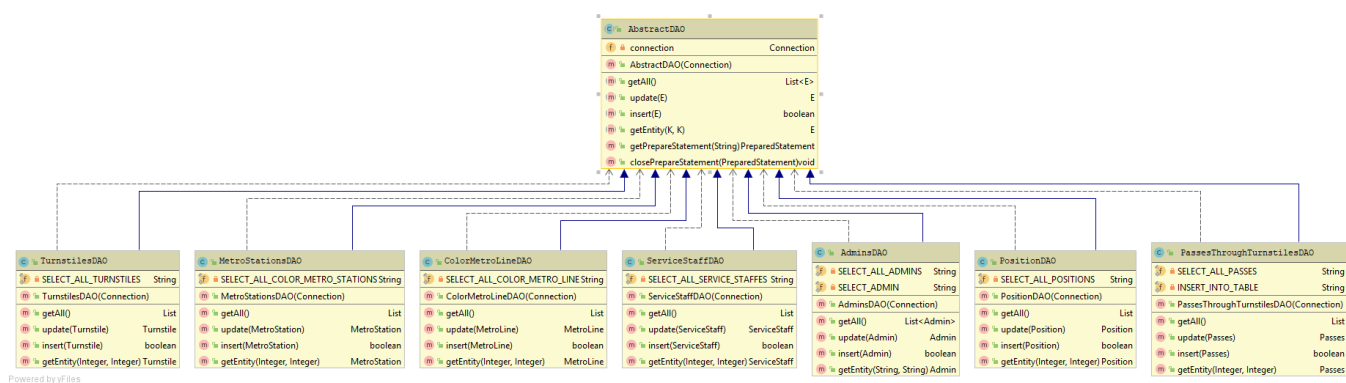 AbstractDAO
connection Connection
AbstractDAO(Connection)
getAll() List<E>
update(E) E
insert(E) boolean
getEntity(K, K) E
getPrepareStatement(String) PreparedStatement
closePrepareStatement(PreparedStatement) void
TurnstilesDAO
SELECT_ALL_TURNSTILES String
TurnstilesDAO(Connection)
getAll() List
update(Turnstile) Turnstile
insert(Turnstile) boolean
getEntity(Integer, Integer) Turnstile
MetroStationsDAO
SELECT_ALL_COLOR_METRO_STATIONS String
MetroStationsDAO(Connection)
getAll() List
update(MetroStation) MetroStation
insert(MetroStation) boolean
getEntity(Integer, Integer) MetroStation
ColorMetroLineDAO
SELECT_ALL_COLOR_METRO_LINE String
ColorMetroLineDAO(Connection)
getAll() List
update(MetroLine) MetroLine
insert(MetroLine) boolean
getEntity(Integer, Integer) MetroLine
ServiceStaffDAO
SELECT_ALL_SERVICE_STAFFES String
ServiceStaffDAO(Connection)
getAll() List
update(ServiceStaff) ServiceStaff
insert(ServiceStaff) boolean
getEntity(Integer, Integer) ServiceStaff
AdminsDAO
SELECT_ALL_ADMINS String
SELECT_ADMIN String
AdminsDAO(Connection)
getAll() List<Admin>
update(Admin) Admin
insert(Admin) boolean
getEntity(String, String) Admin
PositionDAO
SELECT_ALL_POSITIONS String
PositionDAO(Connection)
getAll() List
update(Position) Position
insert(Position) boolean
getEntity(Integer, Integer) Position
PassesThroughTurnstilesDAO
SELECT_ALL_PASSES String
INSERT_INTO_TABLE String
PassesThroughTurnstilesDAO(Connection)
getAll() List
update(Passes) Passes
insert(Passes) boolean
getEntity(Integer, Integer) Passes
Powered by yFiles